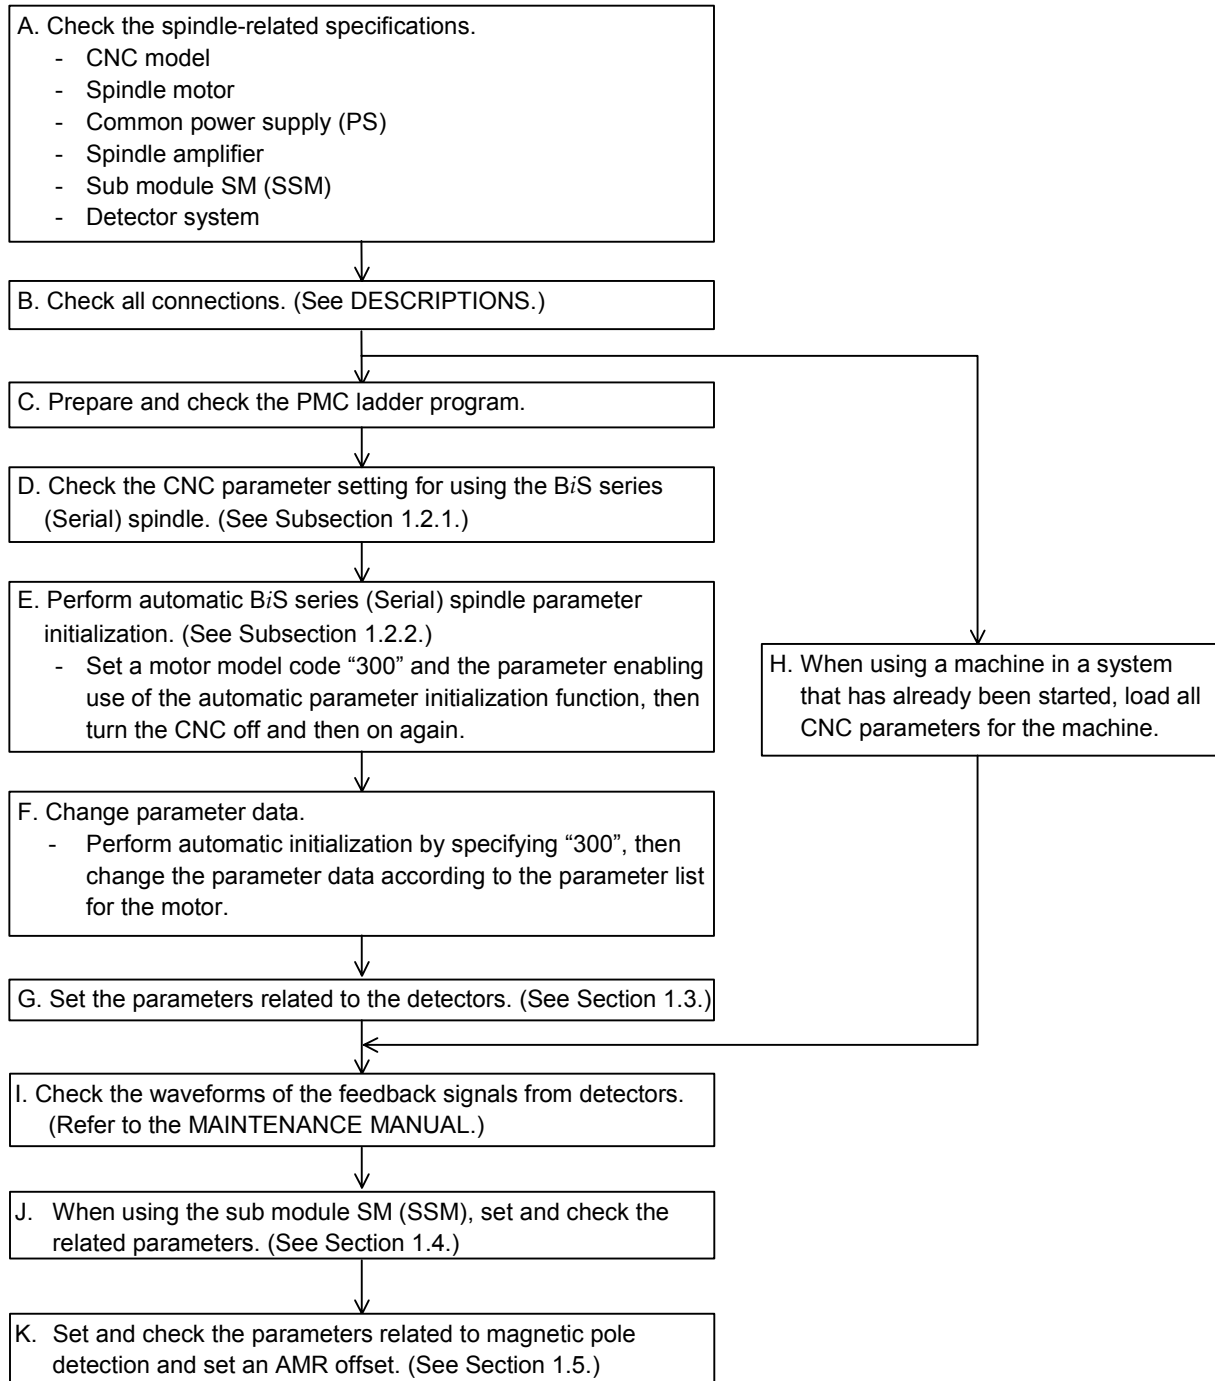 A. Check the spindle-related specifications.
- CNC model
- Spindle motor
- Common power supply (PS)
- Spindle amplifier
- Sub module SM (SSM)
- Detector system
B. Check all connections. (See DESCRIPTIONS.)
C. Prepare and check the PMC ladder program.
D. Check the CNC parameter setting for using the BiS series
(Serial) spindle. (See Subsection 1.2.1.)
E. Perform automatic BiS series (Serial) spindle parameter
initialization. (See Subsection 1.2.2.)
- Set a motor model code “300” and the parameter enabling
use of the automatic parameter initialization function, then
turn the CNC off and then on again.
F. Change parameter data.
- Perform automatic initialization by specifying “300”, then
change the parameter data according to the parameter list
for the motor.
G. Set the parameters related to the detectors. (See Section 1.3.)
H. When using a machine in a system
that has already been started, load all
CNC parameters for the machine.
I. Check the waveforms of the feedback signals from detectors.
(Refer to the MAINTENANCE MANUAL.)
J. When using the sub module SM (SSM), set and check the
related parameters. (See Section 1.4.)
K. Set and check the parameters related to magnetic pole
detection and set an AMR offset. (See Section 1.5.)